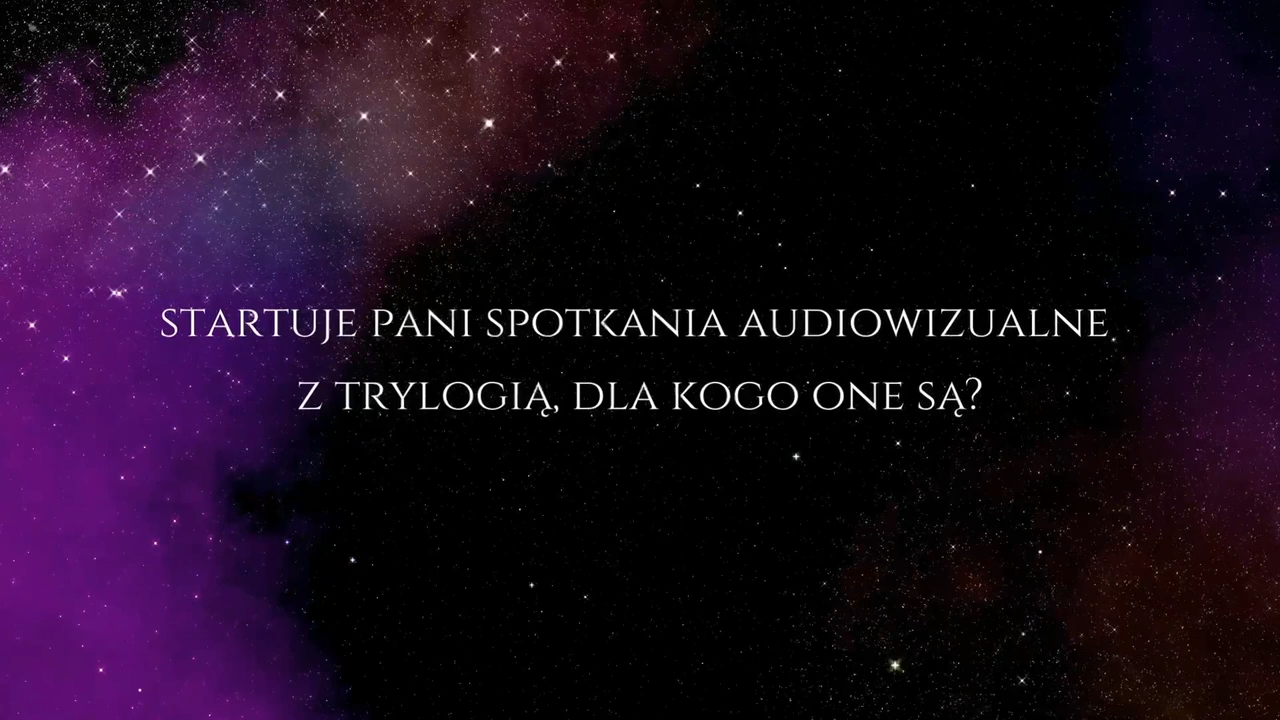 STARTUJE PANI SPOTKANIA AUDIOWIZUALNE
Z TRYLOGIĄ, DLA KOGO ONE SĄ?